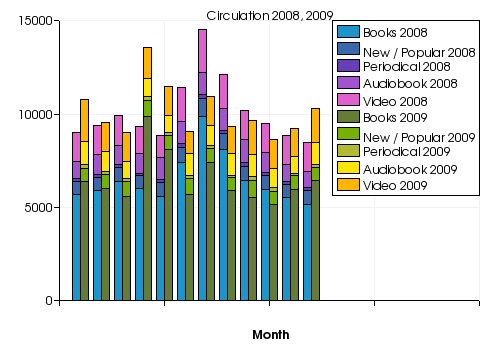 Circulation 2008, 2009
15000
10000
5000
0
Books 2008
New / Popular 2008
Periodical 2008
Audiobook 2008
Video 2008
Books 2009
New / Popular 2009
Periodical 2009
Audiobook 2009
Video 2009
Month